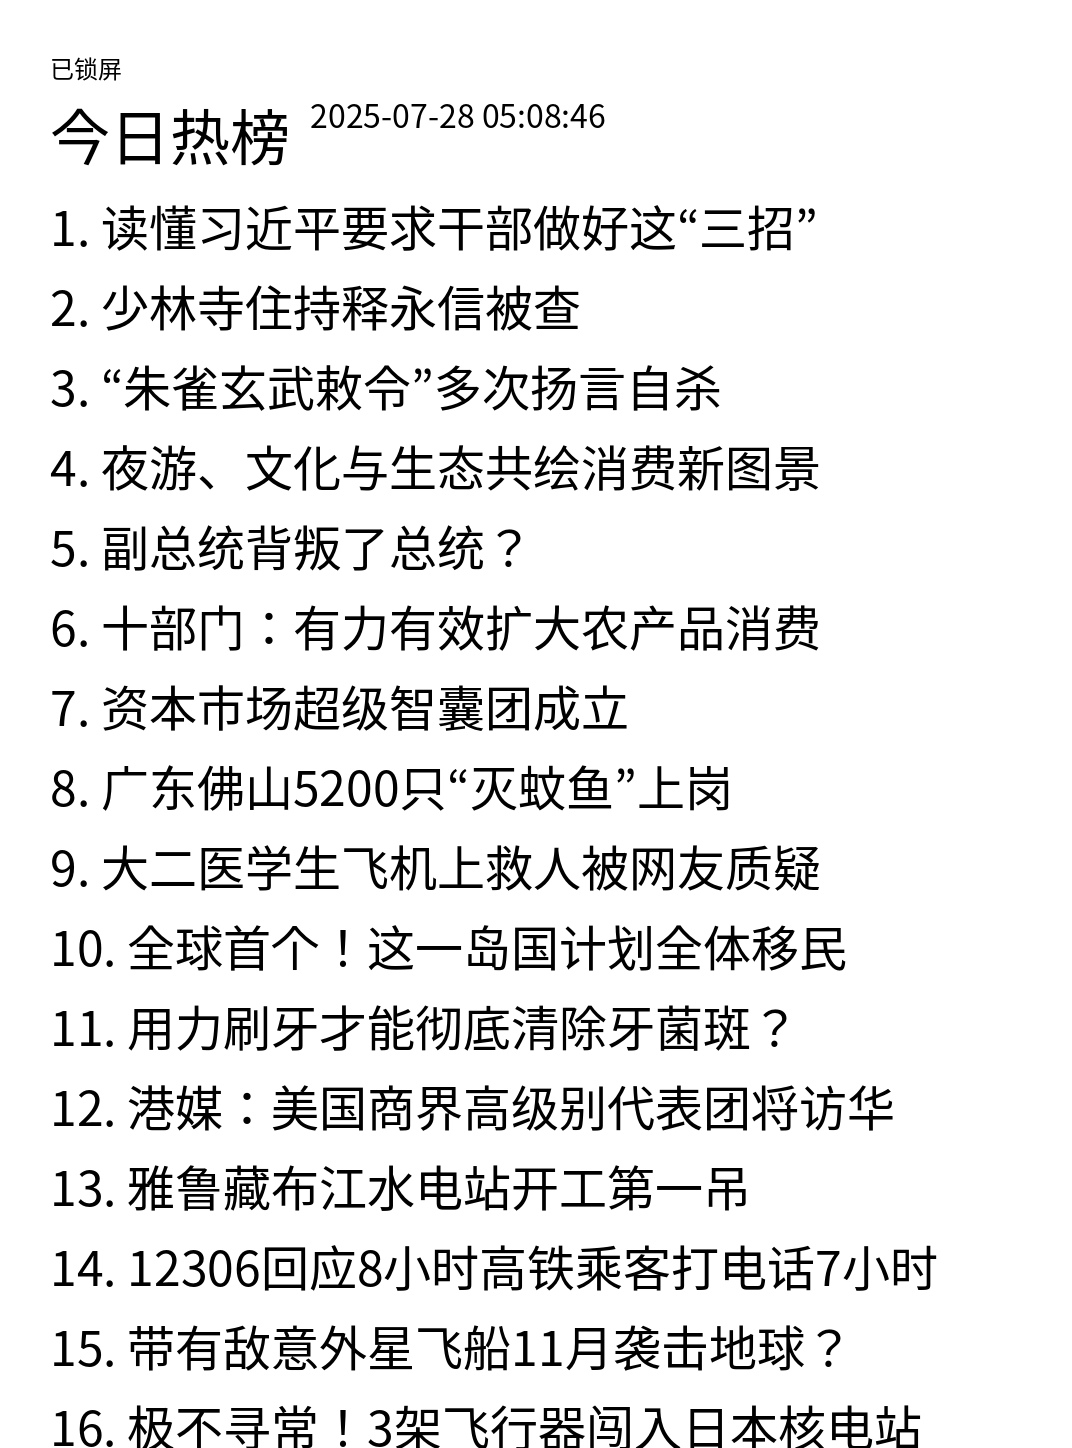 已锁屏
今日热榜 2025-07-28 05:08:46
1. 读懂习近平要求干部做好这“三招”
2. 少林寺住持释永信被查
3. “朱雀玄武敕令”多次扬言自杀
4. 夜游、文化与生态共绘消费新图景
5. 副总统背叛了总统？
6. 十部门：有力有效扩大农产品消费
7. 资本市场超级智囊团成立
8. 广东佛山5200只“灭蚊鱼”上岗
9. 大二医学生飞机上救人被网友质疑
10. 全球首个！这一岛国计划全体移民
11. 用力刷牙才能彻底清除牙菌斑？
12. 港媒：美国商界高级别代表团将访华
13. 雅鲁藏布江水电站开工第一吊
14. 12306回应8小时高铁乘客打电话7小时
15. 带有敌意外星飞船11月袭击地球？
16. 极不寻常！3架飞行器闯入日本核电站